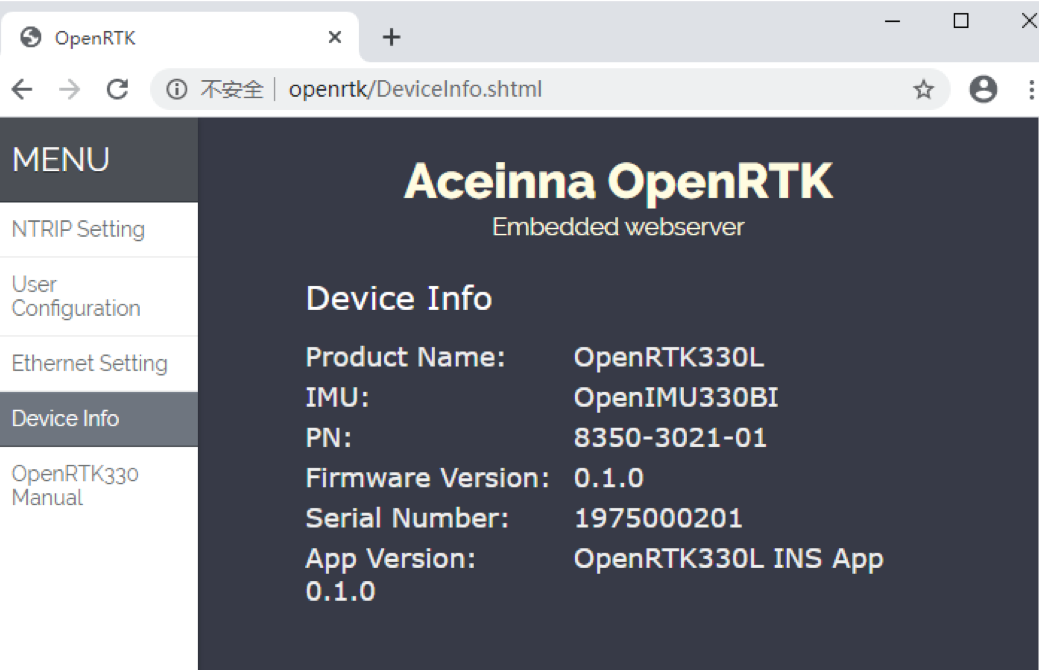 OpenRTK
不安全 openrtk/DeviceInfo.shtml
MENU
NTRIP Setting
User
Configuration
Ethernet Setting
Device Info
OpenRTK330
Manual
Aceinna OpenRTK
Embedded webserver
Device Info
Product Name: OpenRTK330L
IMU: OpenIMU330BI
PN: 8350-3021-01
Firmware Version: 0.1.0
Serial Number: 1975000201
App Version: OpenRTK330L INS App
0.1.0